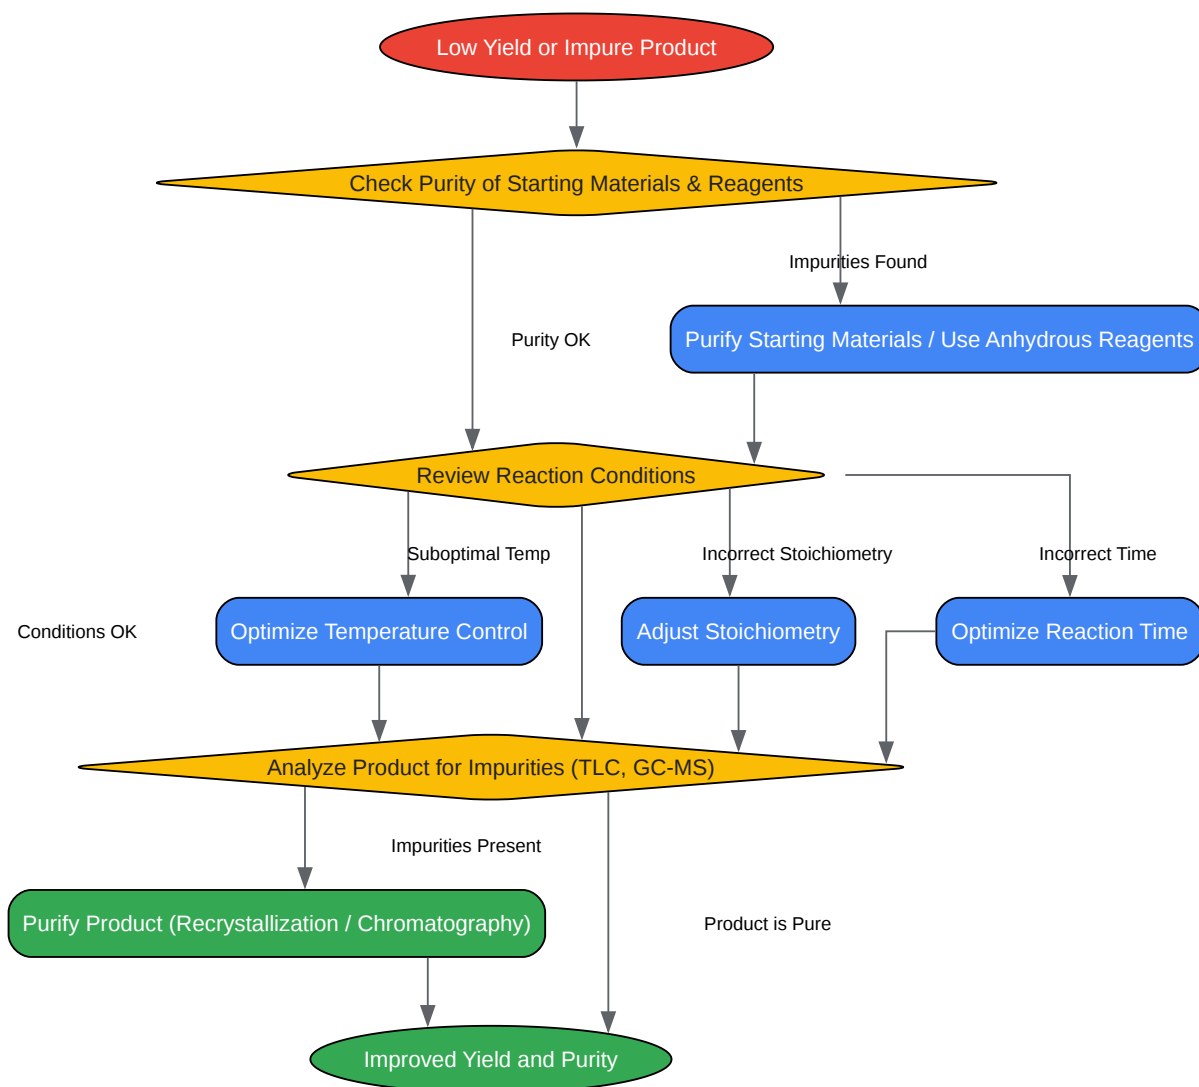 Low Yield or Impure Product
Check Purity of Starting Materials & Reagents
Impurities Found
Purity OK
Purify Starting Materials / Use Anhydrous Reagents
Review Reaction Conditions
Suboptimal Temp
Incorrect Stoichiometry
Incorrect Time
Conditions OK
Optimize Temperature Control
Adjust Stoichiometry
Optimize Reaction Time
Analyze Product for Impurities (TLC, GC-MS)
Impurities Present
Purify Product (Recrystallization / Chromatography)
Product is Pure
Improved Yield and Purity